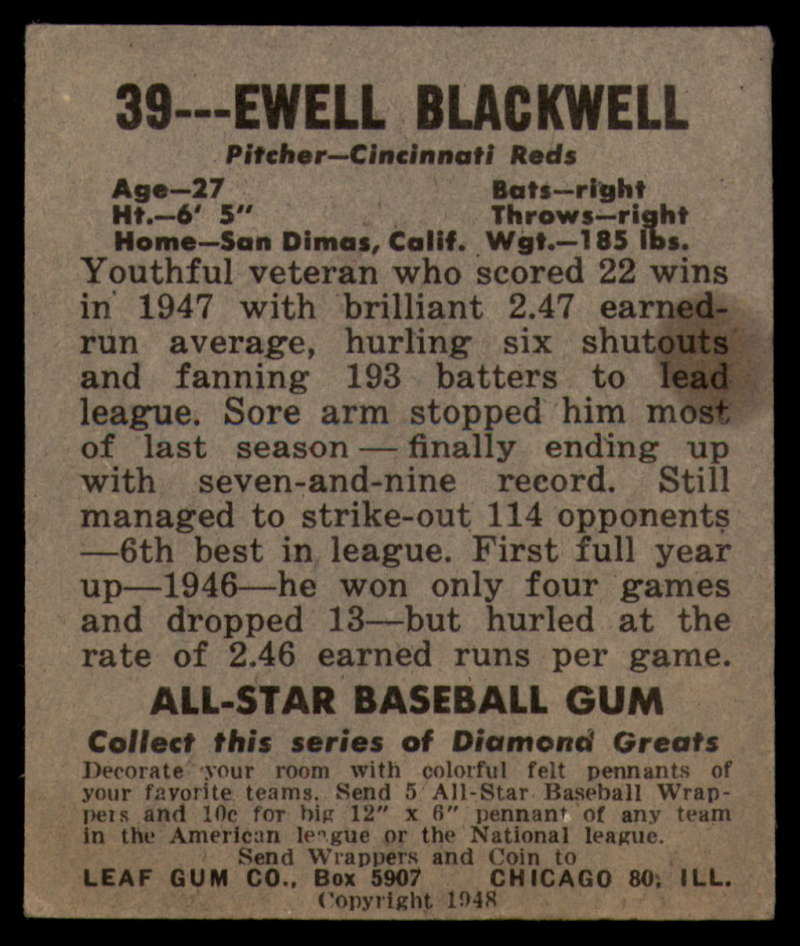 39---EWELL BLACKWELL
Pitcher—Cincinnati Reds
Age—27 Bats—right
Ht.—6' 5" Throws—right
Home—San Dimas, Calif. Wgt.—185 lbs.
Youthful veteran who scored 22 wins
in 1947 with brilliant 2.47 earned-
run average, hurling six shutouts
and fanning 193 batters to lead
league. Sore arm stopped him most
of last season — finally ending up
with seven-and-nine record. Still
managed to strike-out 114 opponents
—6th best in league. First full year
up—1946—he won only four games
and dropped 13—but hurled at the
rate of 2.46 earned runs per game.
ALL-STAR BASEBALL GUM
Collect this series of Diamond Greats
Decorate your room with colorful felt pennants of
your favorite teams. Send 5 All-Star Baseball Wrap-
pers and 10c for big 12" x 6" pennant of any team
in the American league or the National league.
Send Wrappers and Coin to
LEAF GUM CO., Box 5907 CHICAGO 80, ILL.
Copyright 1948